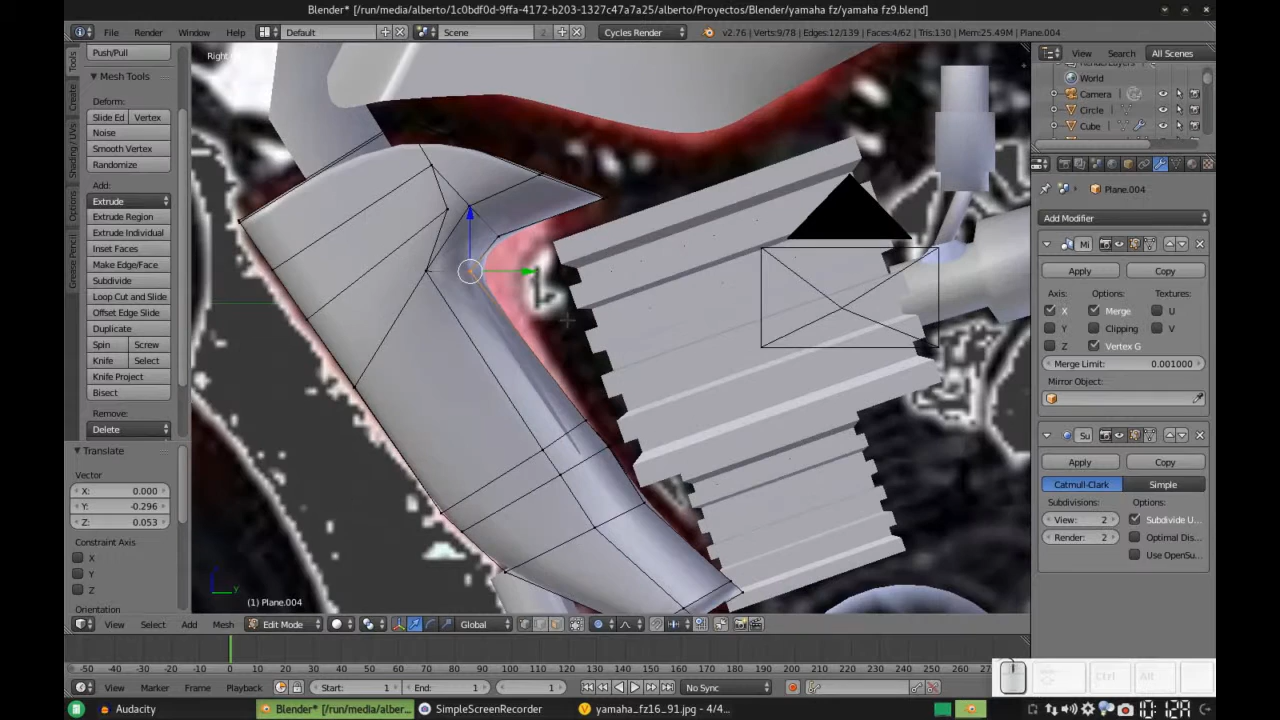 Blender* [/run/media/alberto/1c0bdf0d-9ffa-4172-b203-1327c47a7a25/alberto/Proyectos/Blender/yamaha fz/yamaha fz9.blend]
File Render Window Help Default Scene 2 Cycles Render v2.76 | Verts:9/78 | Edges:12/139 | Faces:4/62 | Tris:130 | Mem:25.49M | Plane.004
Push/Pull
Right
View Search All Scenes
Mesh Tools
World
Deform:
Camera
Slide Ed Vertex
Circle
Noise
Cube
Smooth Vertex
Randomize
Add:
Plane.004
Extrude
Extrude Region
Add Modifier
Extrude Individual
Mi
Inset Faces
Make Edge/Face
Apply Copy
Subdivide
Axis: Options: Textures:
Loop Cut and Slide
X Merge U
Offset Edge Slide
Y Clipping V
Duplicate
Z Vertex G
Spin Screw
Merge Limit: 0.001000
Knife Select
Knife Project
Mirror Object:
Bisect
Remove:
Delete
Su
Translate
Apply Copy
Vector
Catmull-Clark Simple
X: 0.000
Subdivisions: Options:
Y: -0.296
View: 2 Subdivide U...
Z: 0.053
Render: 2 Optimal Dis...
Constraint Axis
Use OpenSu...
X
Y
Z
Orientation
(1) Plane.004
View Select Add Mesh Edit Mode Global
-50 -40 -30 -20 -10 0 10 20 30 40 50 60 70 80 90 100 110 120 130 140 150 160 170 180 190 200 210 220 230 240 250 260
View Marker Frame Playback Start: 1 End: 1 1 No Sync
Ctrl Alt
Audacity Blender* [/run/media/alber... SimpleScreenRecorder yamaha_fz16_91.jpg - 4/4...